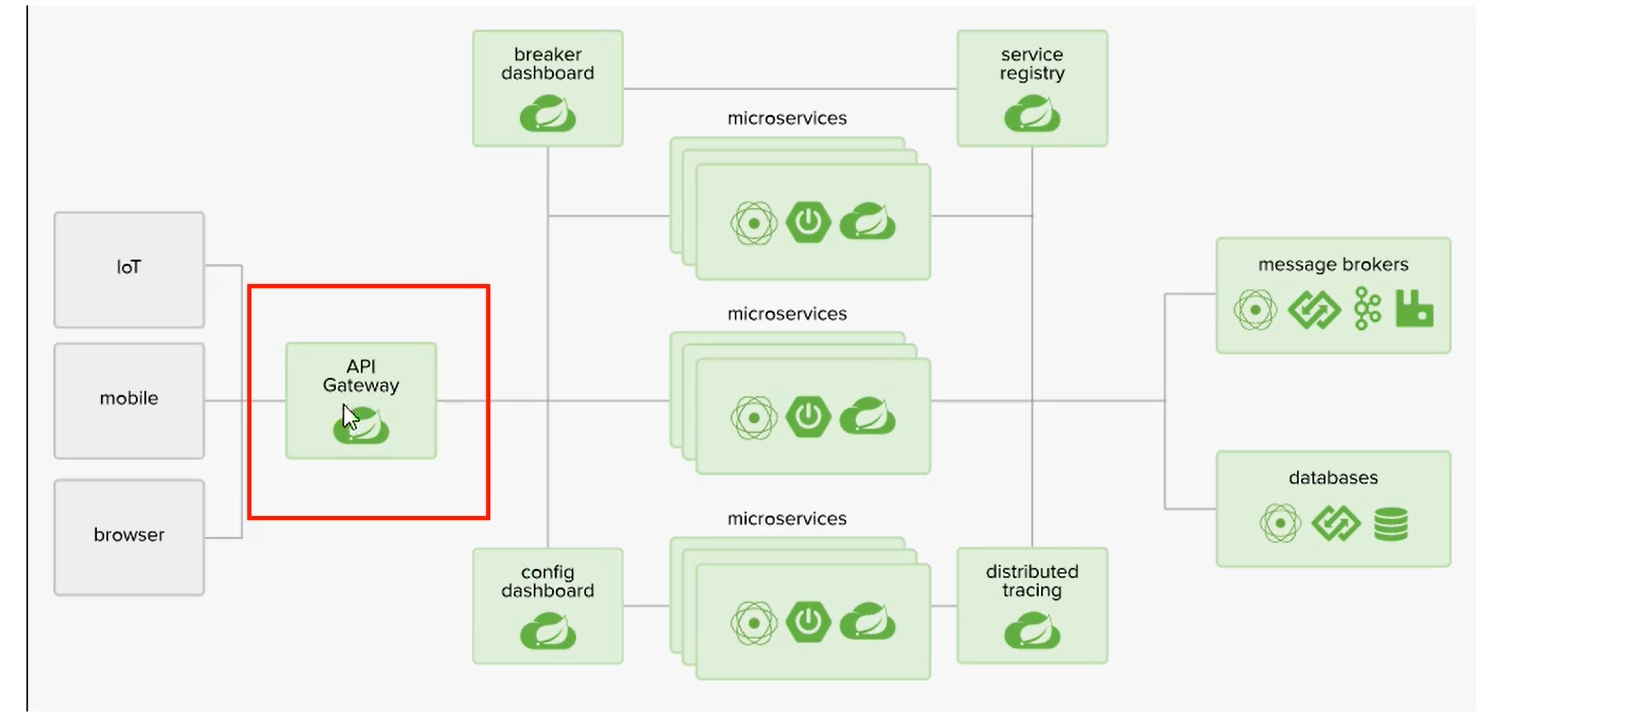 breaker
dashboard
service
registry
microservices
IoT
mobile
browser
API
Gateway
microservices
message brokers
databases
microservices
config
dashboard
distributed
tracing